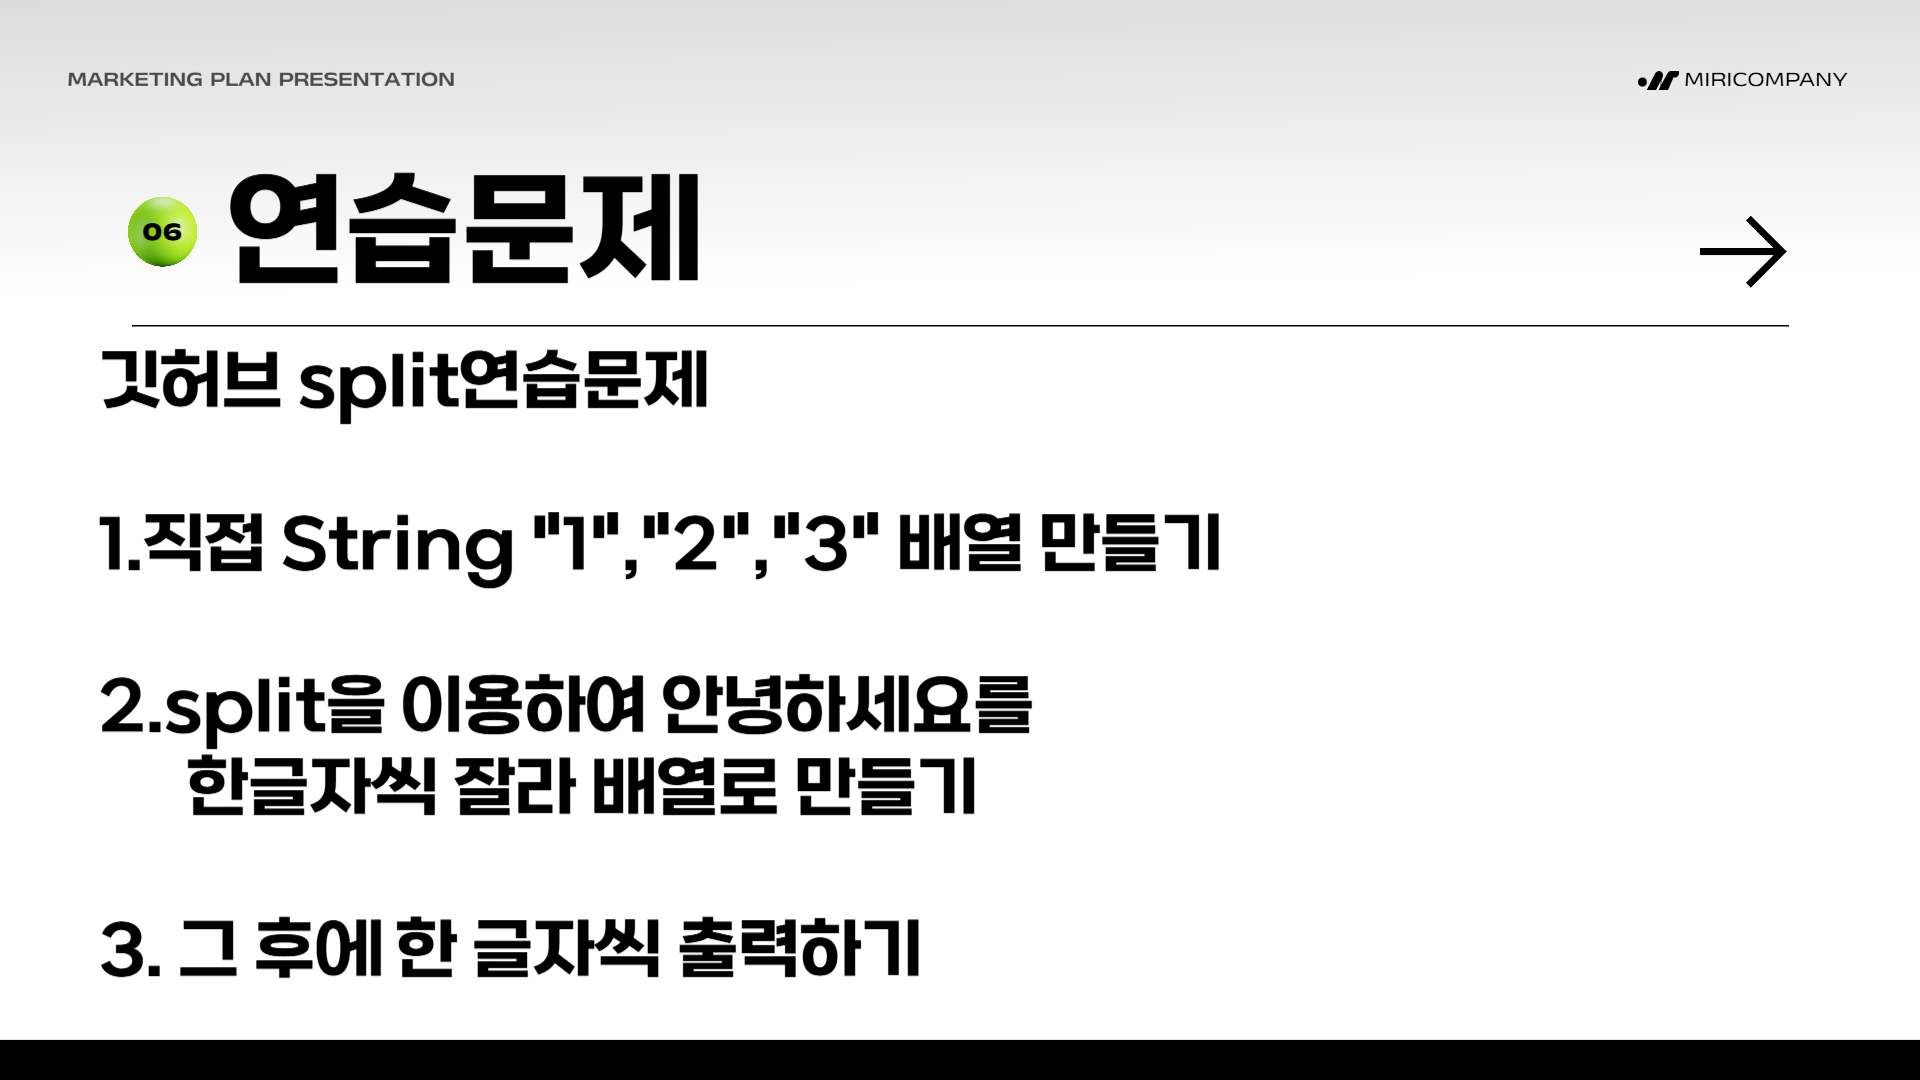 MARKETING PLAN PRESENTATION
MIRICOMPANY
06
연습문제
깃허브 split연습문제
1.직접 String "1","2","3" 배열 만들기
2.split을 이용하여 안녕하세요를
한글자씩 잘라 배열로 만들기
3. 그 후에 한 글자씩 출력하기